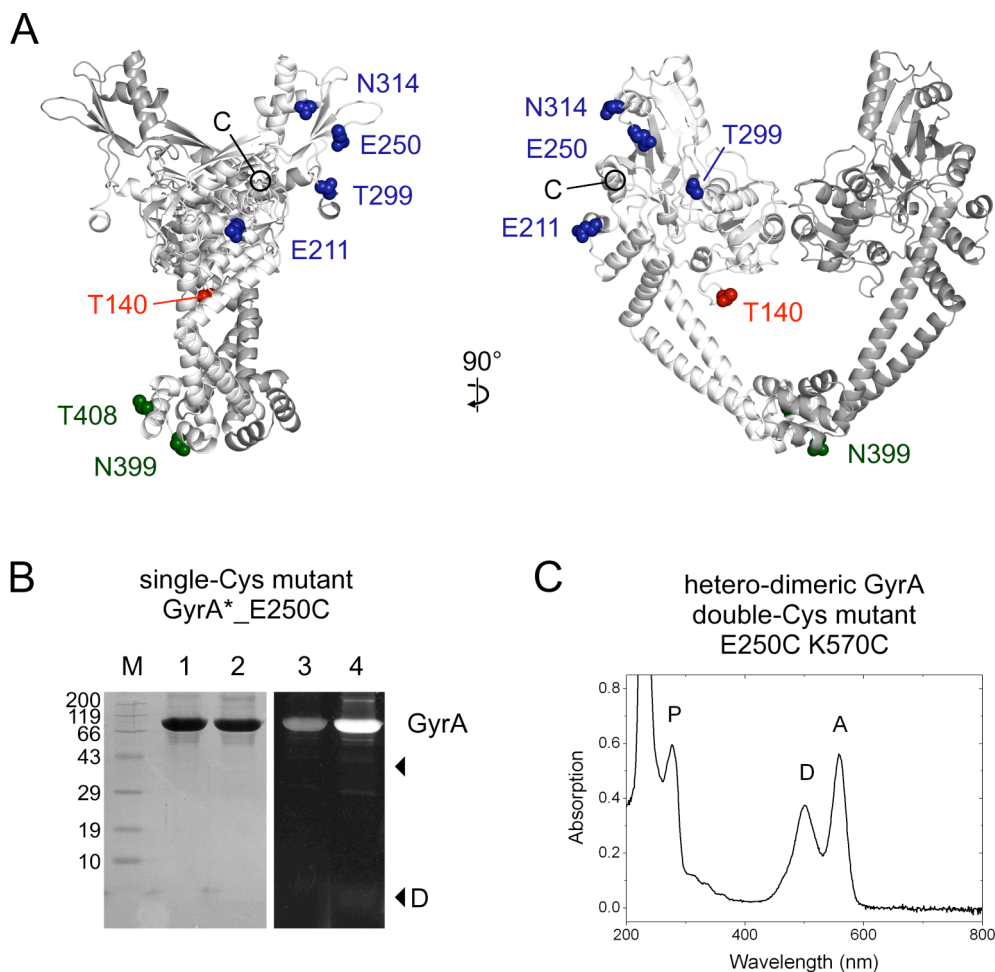 A
N314
C
E250
T299
E211
T140
T408
N399
90°
N314
E250
T299
C
E211
T140
N399
B
single-Cys mutant
GyrA*_E250C
M 1 2 3 4
200
119
66
43
29
19
10
GyrA
D
C
hetero-dimeric GyrA
double-Cys mutant
E250C K570C
Absorption
0.8
0.6
0.4
0.2
0.0
P
D
A
200 400 600 800
Wavelength (nm)